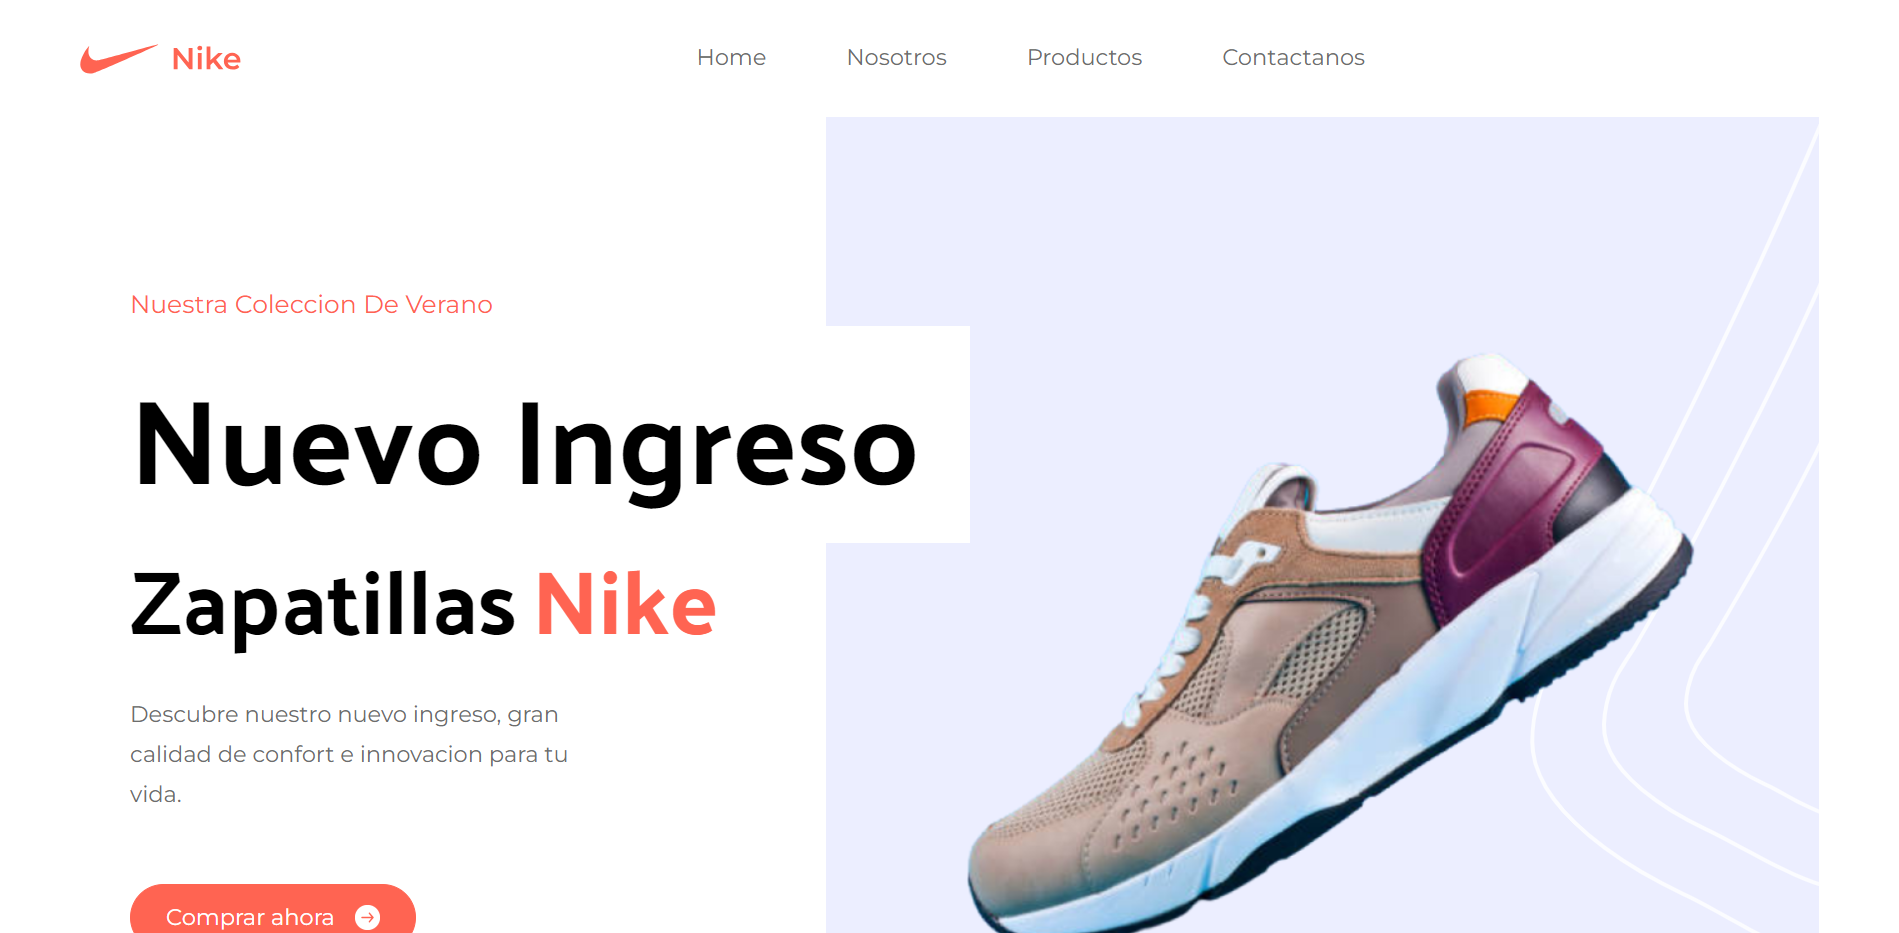 Nike
Home
Nosotros
Productos
Contactanos
Nuestra Coleccion De Verano
Nuevo Ingreso
Zapatillas Nike
Descubre nuestro nuevo ingreso, gran
calidad de confort e innovacion para tu
vida.
Comprar ahora